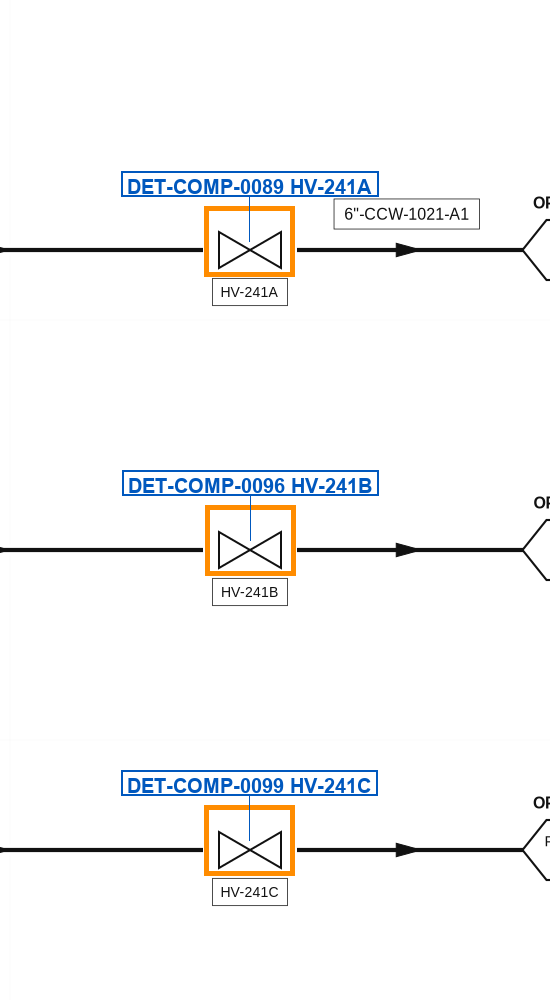 DET-COMP-0089 HV-241A
6"-CCW-1021-A1
HV-241A
DET-COMP-0096 HV-241B
HV-241B
DET-COMP-0099 HV-241C
HV-241C